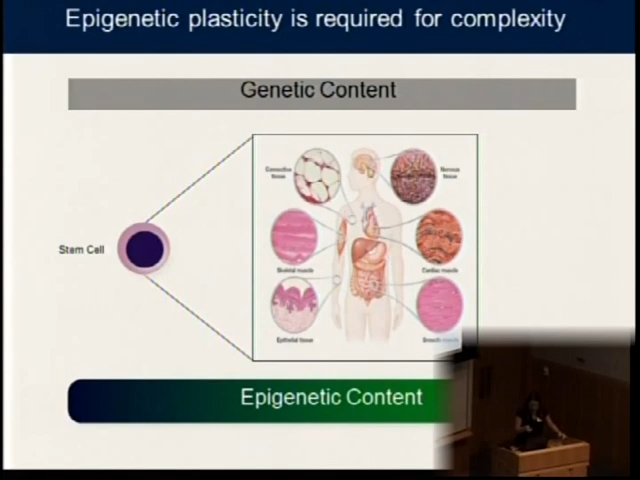 Epigenetic plasticity is required for complexity
Genetic Content
Connective
tissue
Nervous
tissue
Stem Cell
Skeletal muscle
Cardiac muscle
Epithelial tissue
Smooth muscle
Epigenetic Content